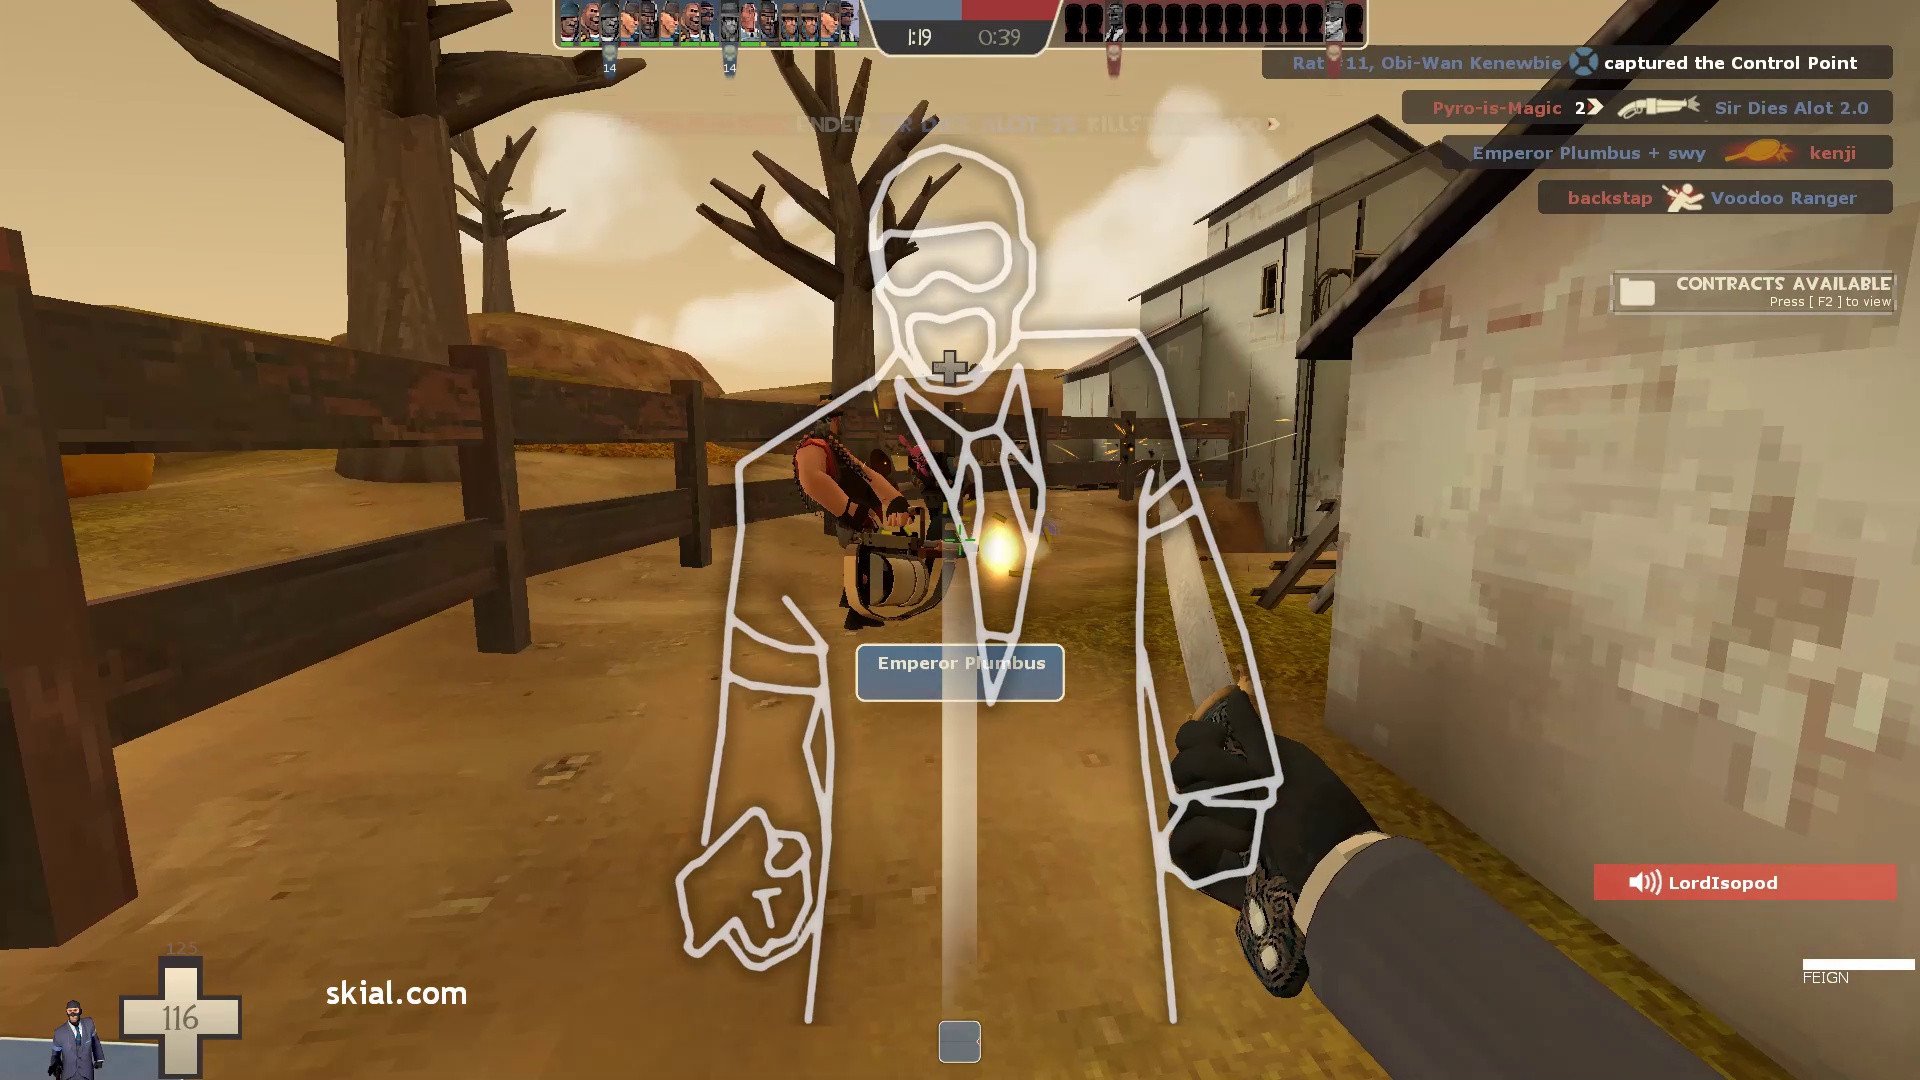 1:19
0:39
14
14
Rat
11, Obi-Wan Kenewbie captured the Control Point
Pyro-is-Magic 2 Sir Dies Alot 2.0
Emperor Plumbus + swy kenji
backstap Voodoo Ranger
CONTRACTS AVAILABLE
Press [ F2 ] to view
Emperor Plumbus
LordIsopod
FEIGN
125
116
skial.com